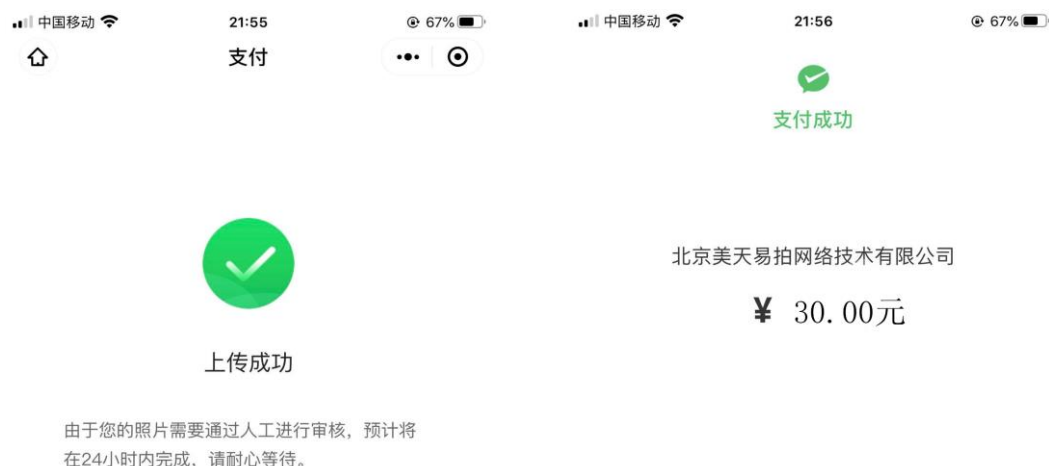 中国移动 21:55 67%
支付
上传成功
由于您的照片需要通过人工进行审核，预计将
在24小时内完成，请耐心等待。
中国移动 21:56 67%
支付成功
北京美天易拍网络技术有限公司
¥ 30.00元